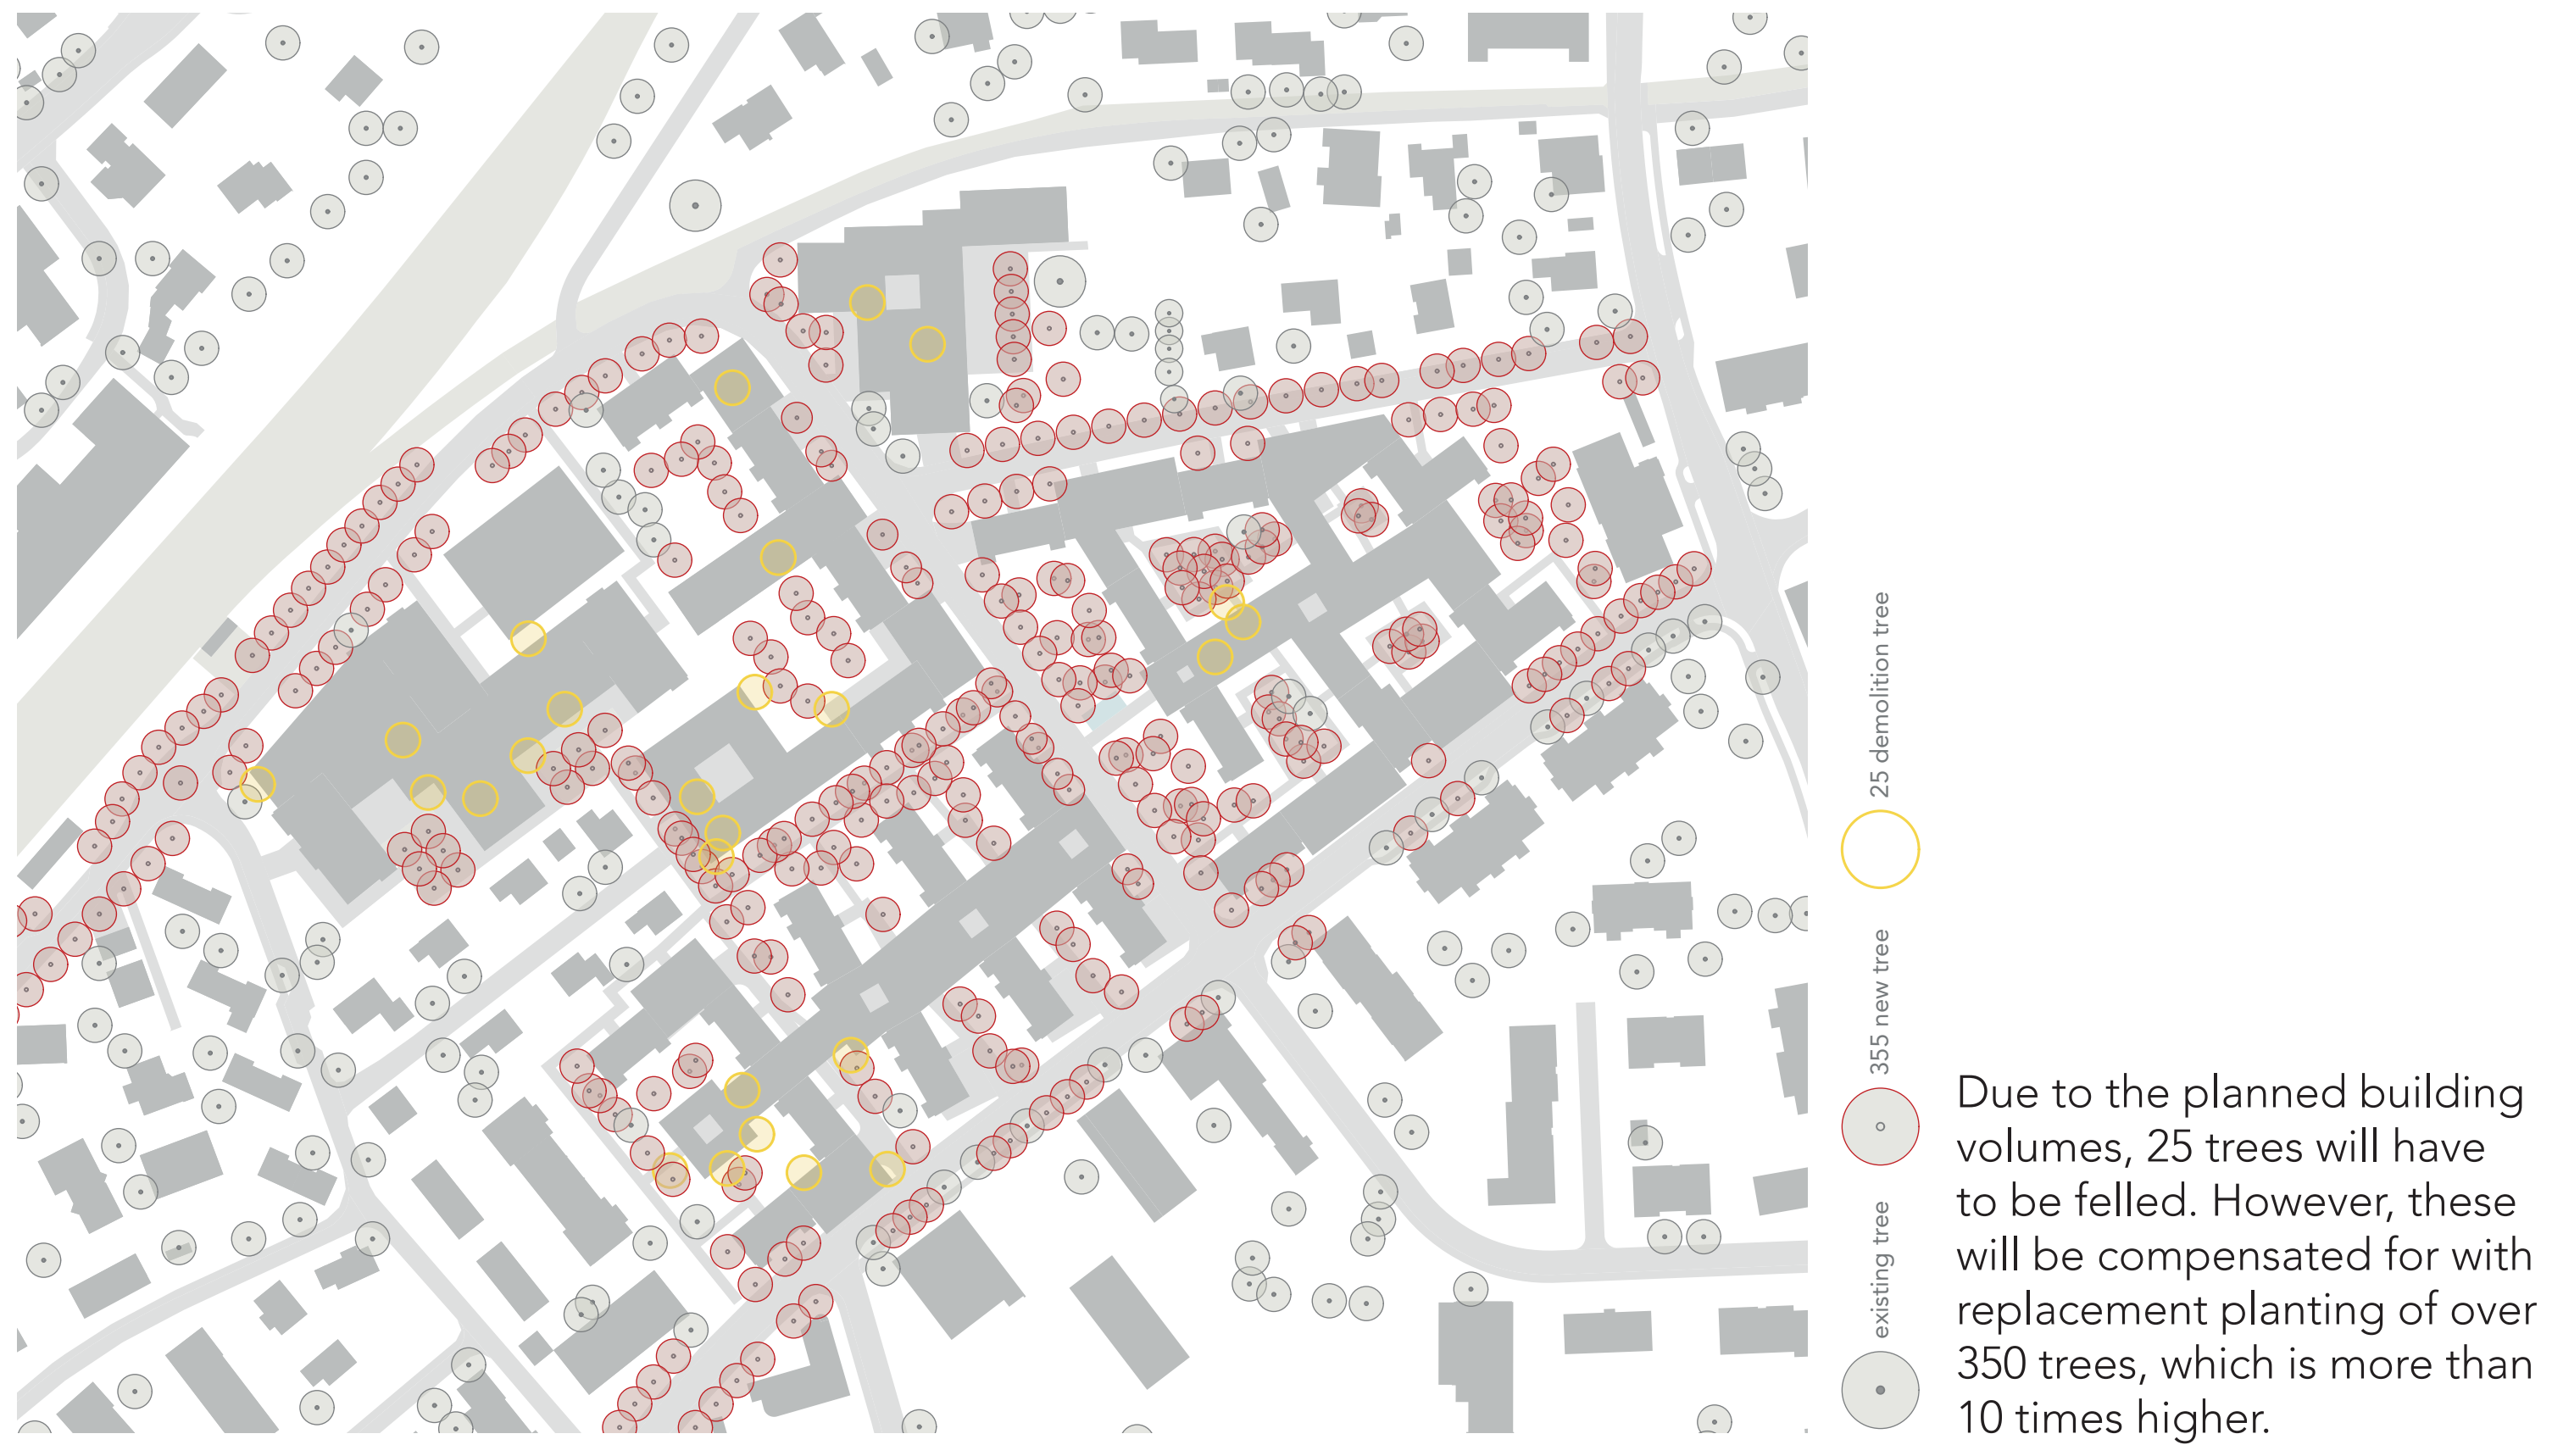 25 demolition tree
355 new tree
existing tree
Due to the planned building
volumes, 25 trees will have
to be felled. However, these
will be compensated for with
replacement planting of over
350 trees, which is more than
10 times higher.